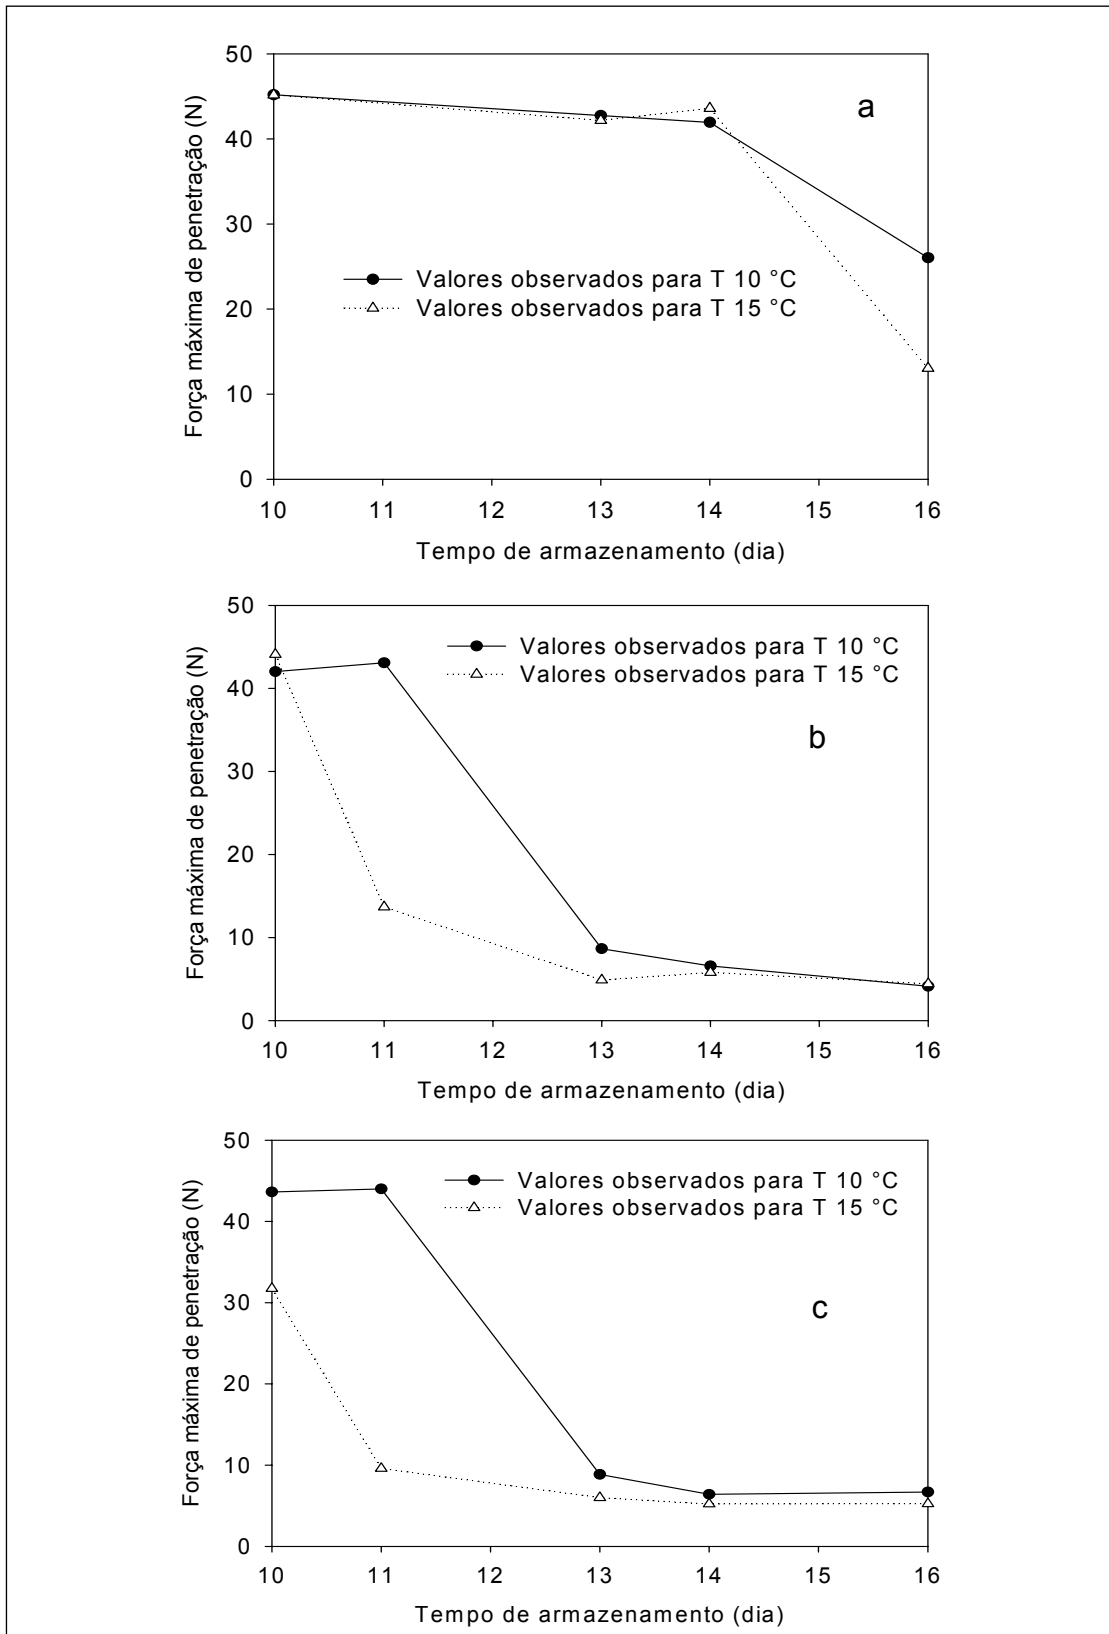 50
a
40
30
Valores observados para T 10 °C
Valores observados para T 15 °C
20
10
0
Força máxima de penetração (N)
10 11 12 13 14 15 16
Tempo de armazenamento (dia)
50
Valores observados para T 10 °C
Valores observados para T 15 °C
40
b
30
20
10
0
Força máxima de penetração (N)
10 11 12 13 14 15 16
Tempo de armazenamento (dia)
50
Valores observados para T 10 °C
Valores observados para T 15 °C
40
30
c
20
10
0
Força máxima de penetração (N)
10 11 12 13 14 15 16
Tempo de armazenamento (dia)